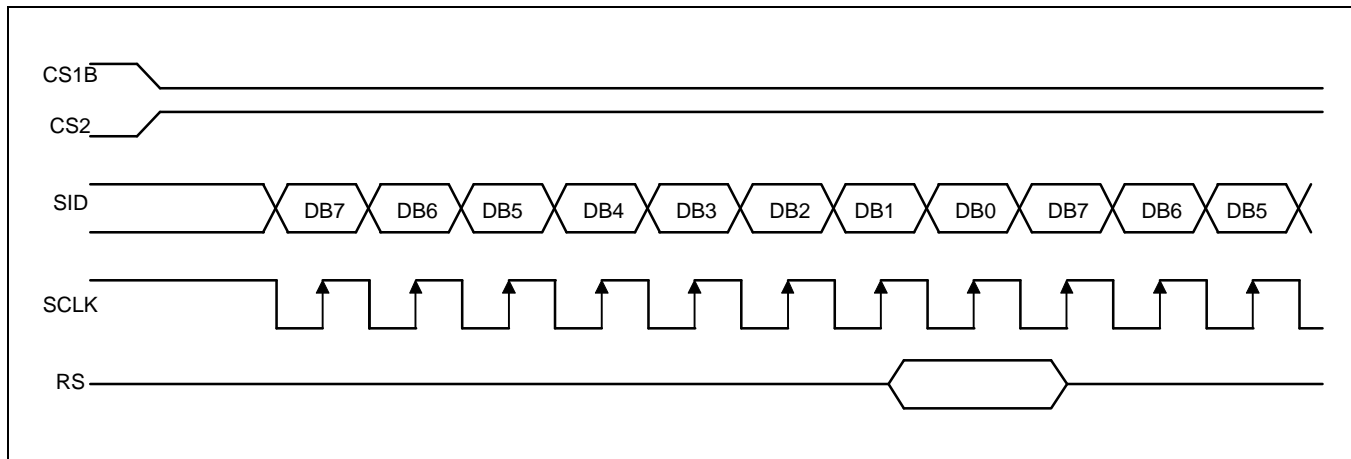 CS1B
CS2
SID DB7 DB6 DB5 DB4 DB3 DB2 DB1 DB0 DB7 DB6 DB5
SCLK
RS